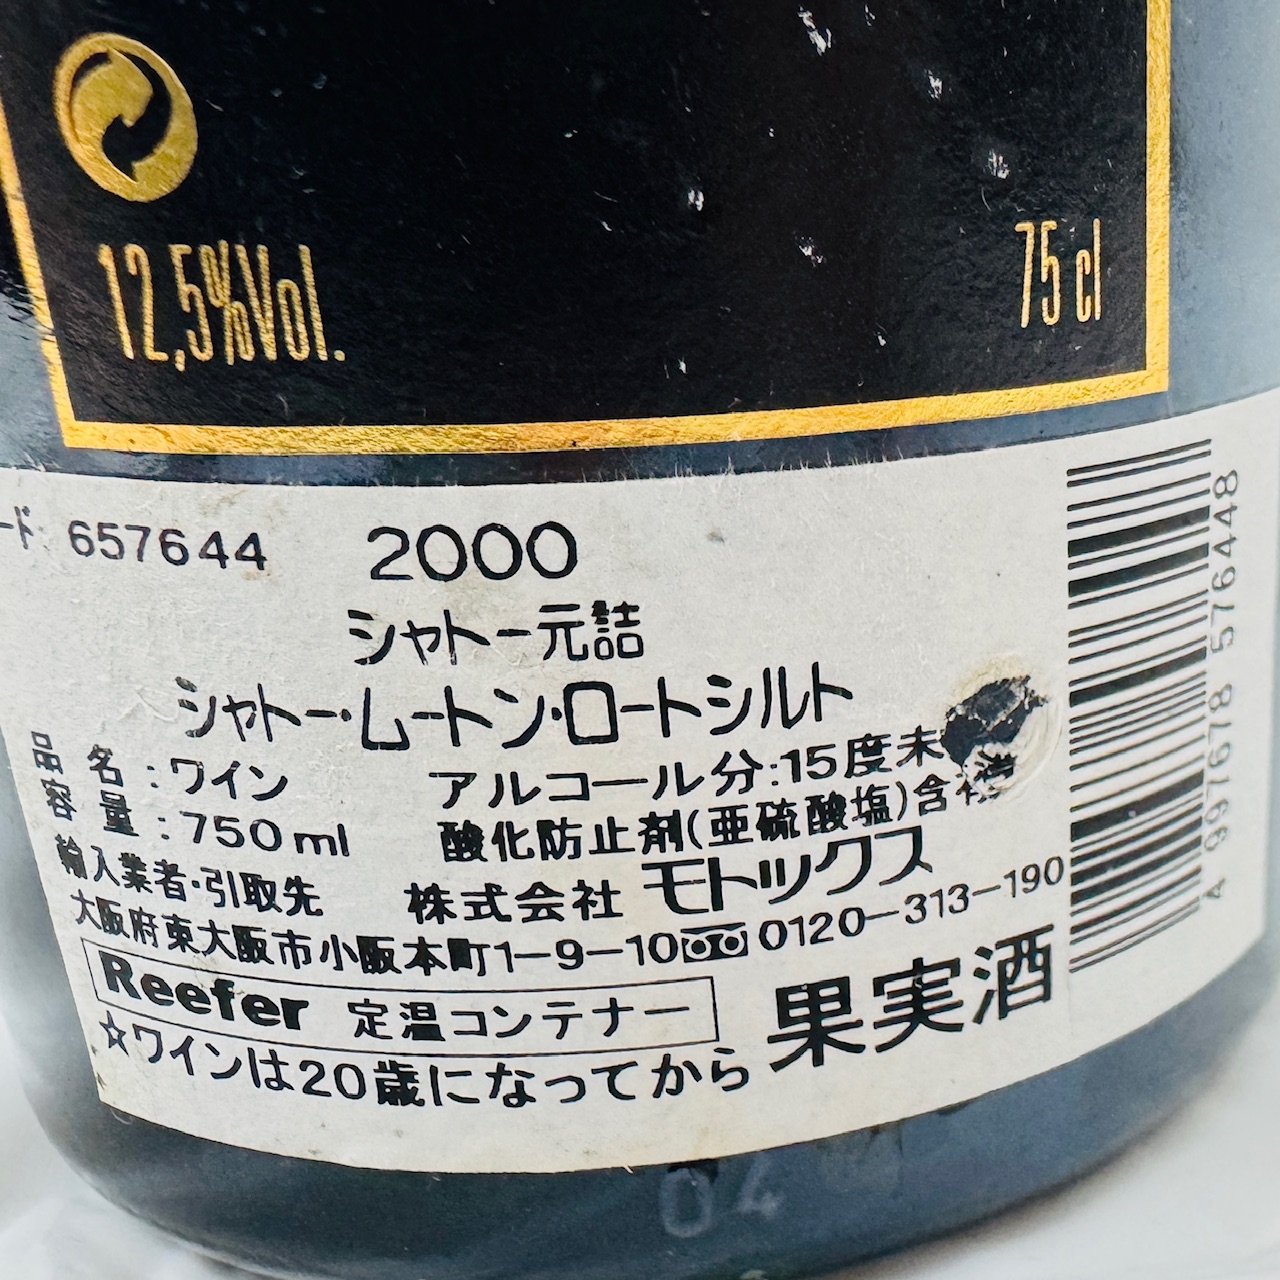 12,5%Vol.
75 cl
ード 657644 2000
シャトー元詰
シャトー・ムートン・ロートシルト
品 名：ワイン アルコール分：15度未
容 量：750ml 酸化防止剤(亜硫酸塩)含有
輸入業者・引取先 株式会社 モトックス
大阪府東大阪市小阪本町1-9-10 0120-313-190
Reefer 定温コンテナー 果実酒
☆ワインは20歳になってから
4 997678 576448
04